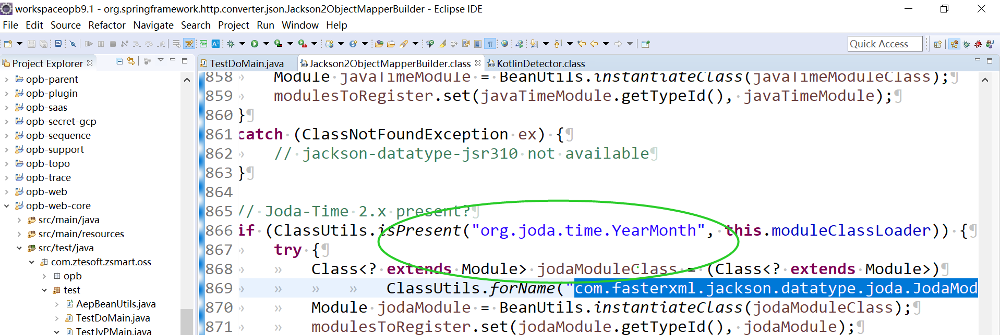 workspaceopb9.1 - org.springframework.http.converter.json.Jackson2ObjectMapperBuilder - Eclipse IDE
File Edit Source Refactor Navigate Search Project Run Window Help
Quick Access
Project Explorer
opb-parent
opb-plugin
opb-saas
opb-secret-gcp
opb-sequence
opb-support
opb-topo
opb-trace
opb-web
opb-web-core
src/main/java
src/main/resources
src/test/java
com.ztesoft.zsmart.oss
opb
test
AepBeanUtils.java
TestDoMain.java
TestJvPMain.java
TestDoMain.java Jackson2ObjectMapperBuilder.class KotlinDetector.class
858 Module javaTimeModule = BeanUtils.instantiateClass(javaTimeModuleClass);
859 modulesToRegister.set(javaTimeModule.getTypeId(), javaTimeModule);
860 }
861 catch (ClassNotFoundException ex) {
862 // jackson-datatype-jsr310 not available
863 }
864
865 // Joda-Time 2.x present?
866 if (ClassUtils.isPresent("org.joda.time.YearMonth", this.moduleClassLoader)) {
867 try {
868 Class<? extends Module> jodaModuleClass = (Class<? extends Module>)
869 ClassUtils.forName("com.fasterxml.jackson.datatype.joda.JodaMod
870 Module jodaModule = BeanUtils.instantiateClass(jodaModuleClass);
871 modulesToRegister.set(jodaModule.getTypeId(), jodaModule);